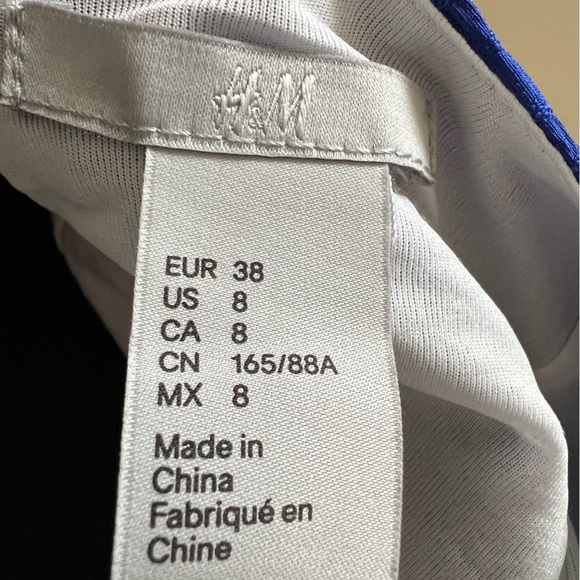 H&M
EUR 38
US 8
CA 8
CN 165/88A
MX 8
Made in
China
Fabriqué en
Chine